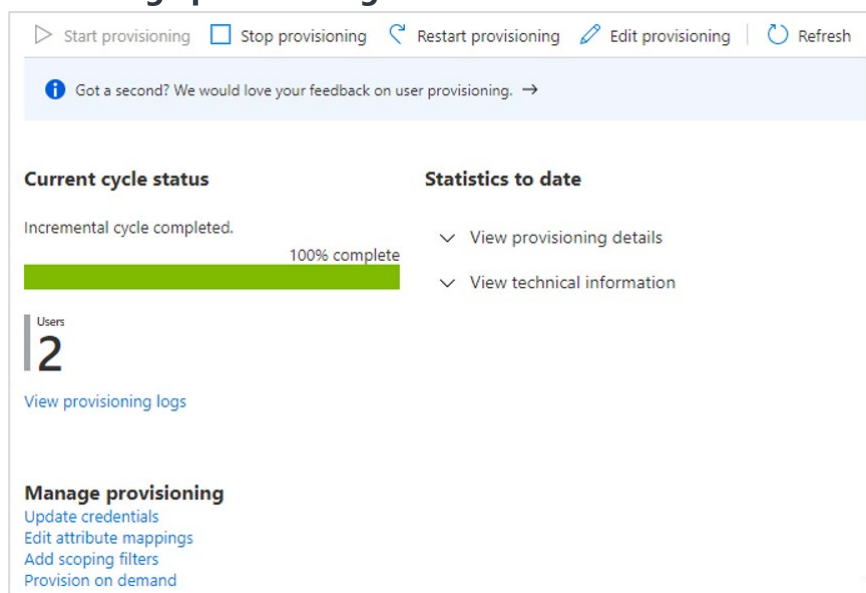 Start provisioning Stop provisioning Restart provisioning Edit provisioning Refresh
Got a second? We would love your feedback on user provisioning. →
Current cycle status
Statistics to date
Incremental cycle completed.
100% complete
View provisioning details
View technical information
Users
2
View provisioning logs
Manage provisioning
Update credentials
Edit attribute mappings
Add scoping filters
Provision on demand